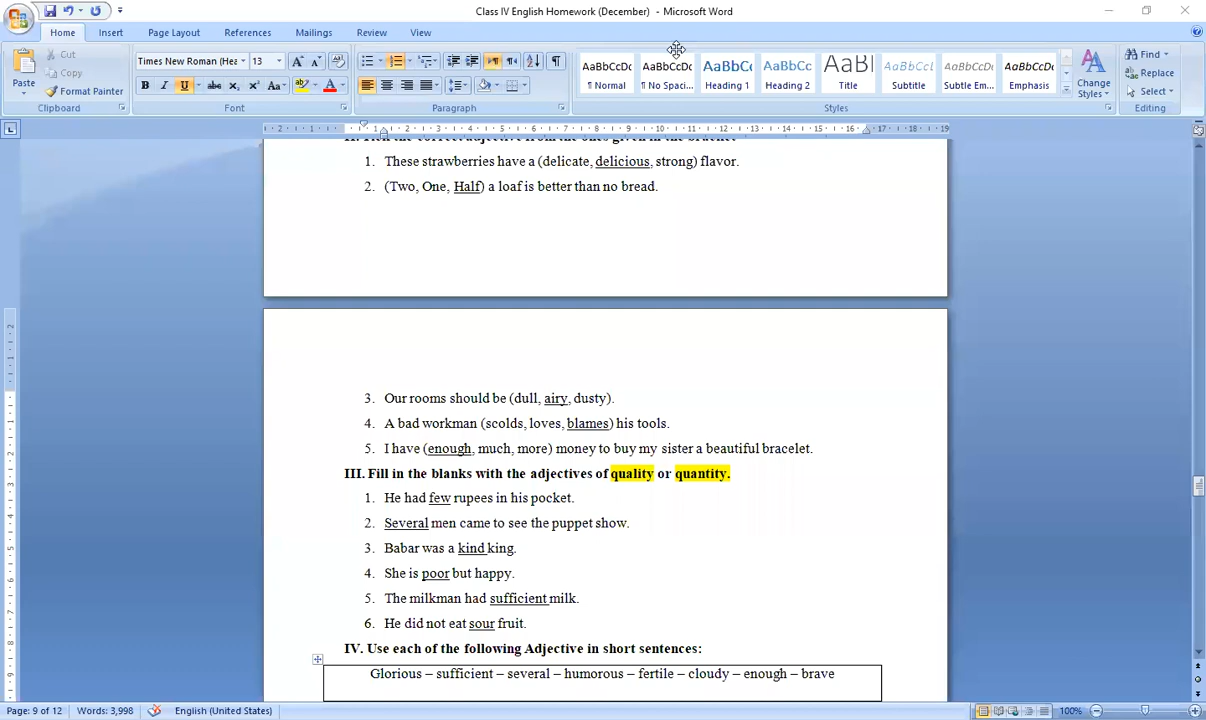 Class IV English Homework (December) - Microsoft Word
Home Insert Page Layout References Mailings Review View
Paste
Cut
Copy
Format Painter
Clipboard
Times New Roman (Hea 13
B I U abc x₂ x² Aa A
Font
Paragraph
AaBbCcDc AaBbCcDc AaBbCc AaBbCc AaBl AaBbCcL AaBbCcDc AaBbCcDc
¶ Normal ¶ No Spaci... Heading 1 Heading 2 Title Subtitle Subtle Em... Emphasis
Change Styles
Styles
Find
Replace
Select
Editing
1. These strawberries have a (delicate, delicious, strong) flavor.
2. (Two, One, Half) a loaf is better than no bread.
3. Our rooms should be (dull, airy, dusty).
4. A bad workman (scolds, loves, blames) his tools.
5. I have (enough, much, more) money to buy my sister a beautiful bracelet.
III. Fill in the blanks with the adjectives of quality or quantity.
1. He had few rupees in his pocket.
2. Several men came to see the puppet show.
3. Babar was a kind king.
4. She is poor but happy.
5. The milkman had sufficient milk.
6. He did not eat sour fruit.
IV. Use each of the following Adjective in short sentences:
Glorious – sufficient – several – humorous – fertile – cloudy – enough – brave
Page: 9 of 12 Words: 3,998 English (United States) 100%